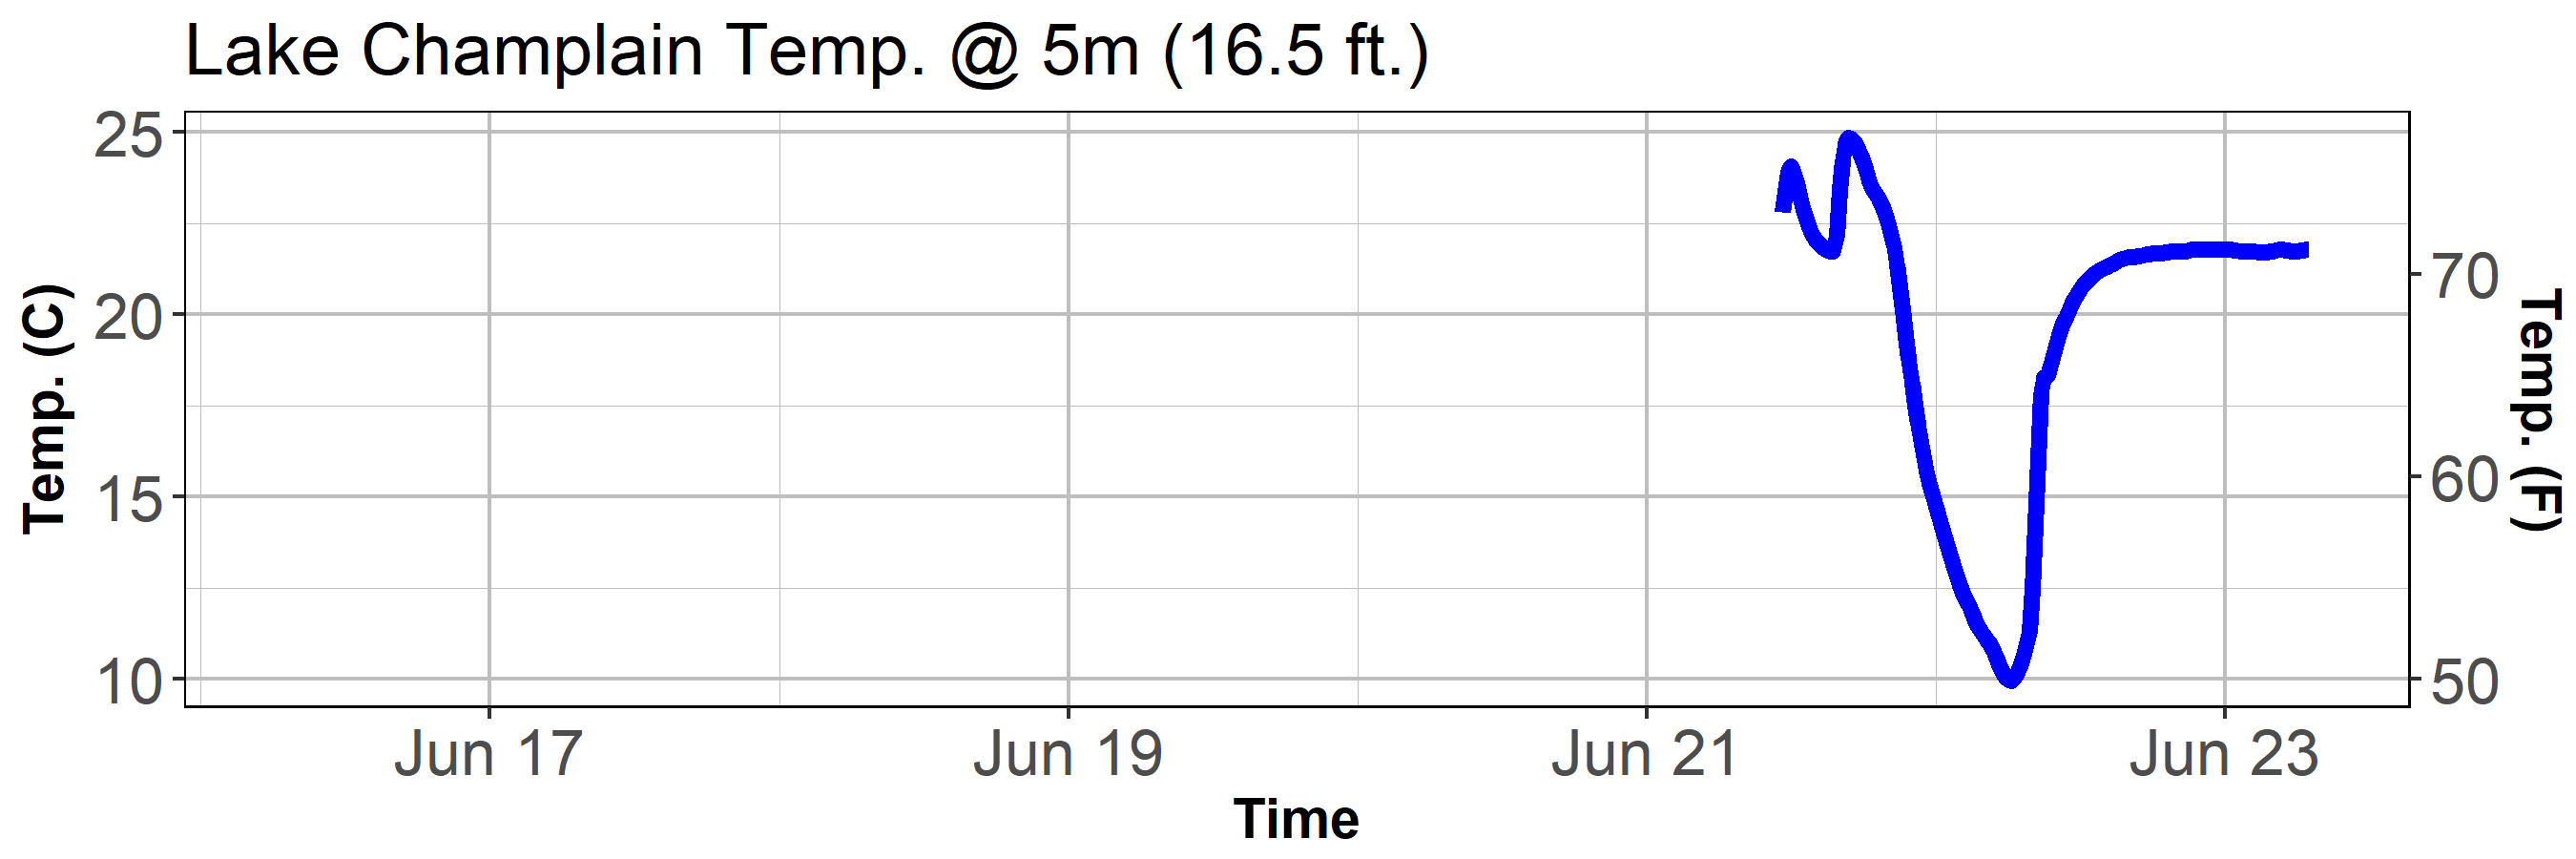 Lake Champlain Temp. @ 5m (16.5 ft.)
25
20
15
10
Temp. (C)
70
60
50
Temp. (F)
Jun 17 Jun 19 Jun 21 Jun 23
Time